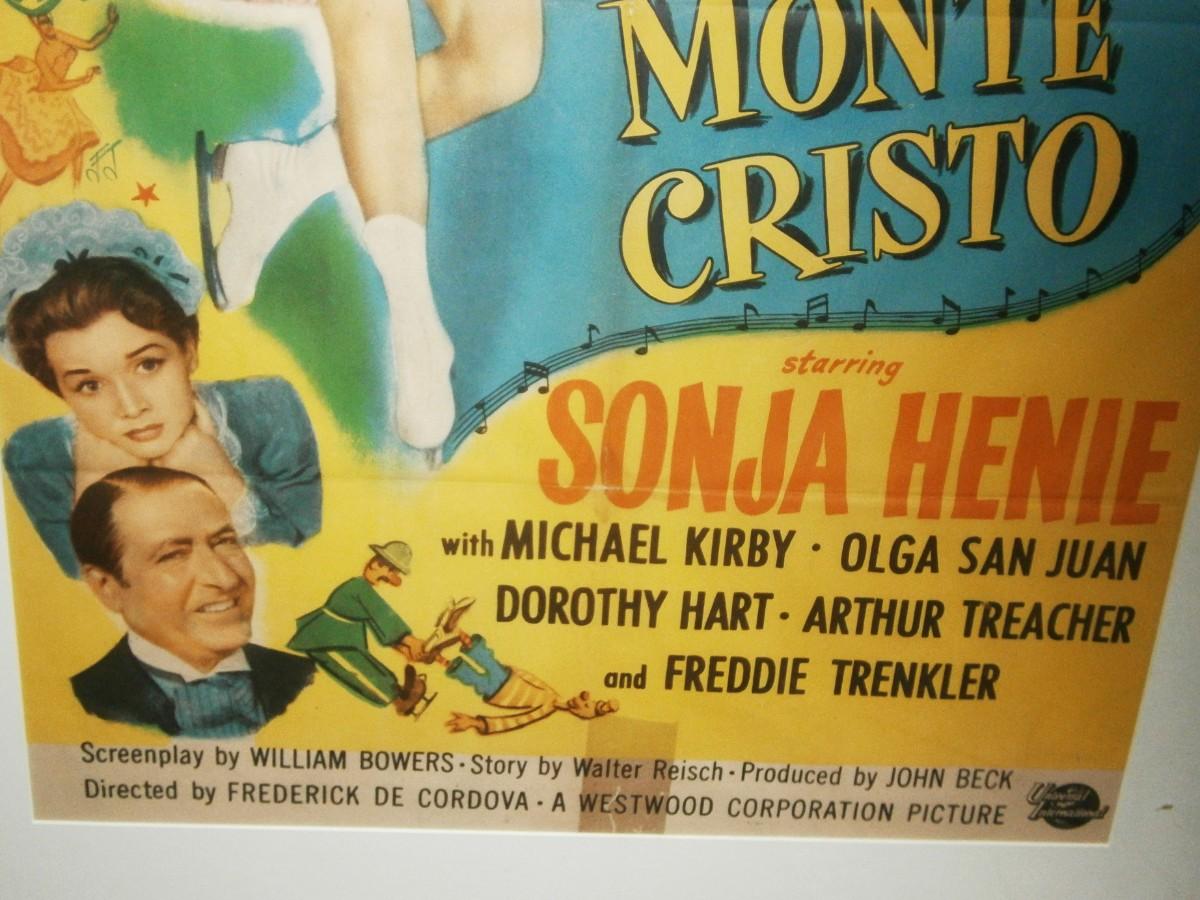 MONTE
CRISTO
starring
SONJA HENIE
with MICHAEL KIRBY · OLGA SAN JUAN
DOROTHY HART · ARTHUR TREACHER
and FREDDIE TRENKLER
Screenplay by WILLIAM BOWERS · Story by Walter Reisch · Produced by JOHN BECK
Directed by FREDERICK DE CORDOVA · A WESTWOOD CORPORATION PICTURE
Universal
International